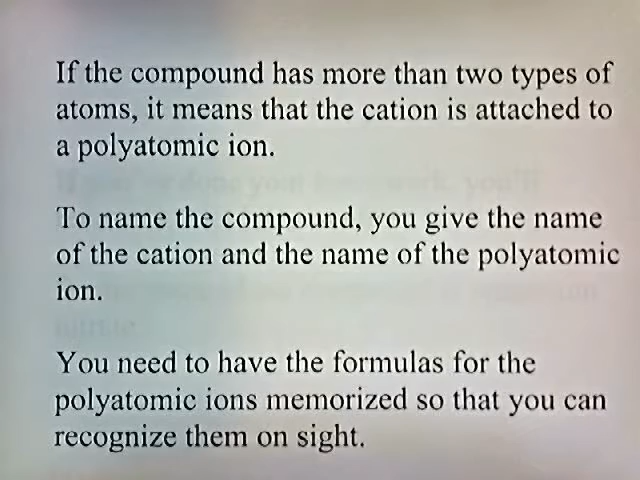 If the compound has more than two types of
atoms, it means that the cation is attached to
a polyatomic ion.
To name the compound, you give the name
of the cation and the name of the polyatomic
ion.
You need to have the formulas for the
polyatomic ions memorized so that you can
recognize them on sight.